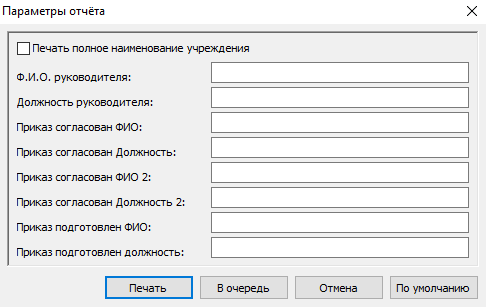 Параметры отчёта
Печать полное наименование учреждения
Ф.И.О. руководителя:
Должность руководителя:
Приказ согласован ФИО:
Приказ согласован Должность:
Приказ согласован ФИО 2:
Приказ согласован Должность 2:
Приказ подготовлен ФИО:
Приказ подготовлен должность:
Печать В очередь Отмена По умолчанию